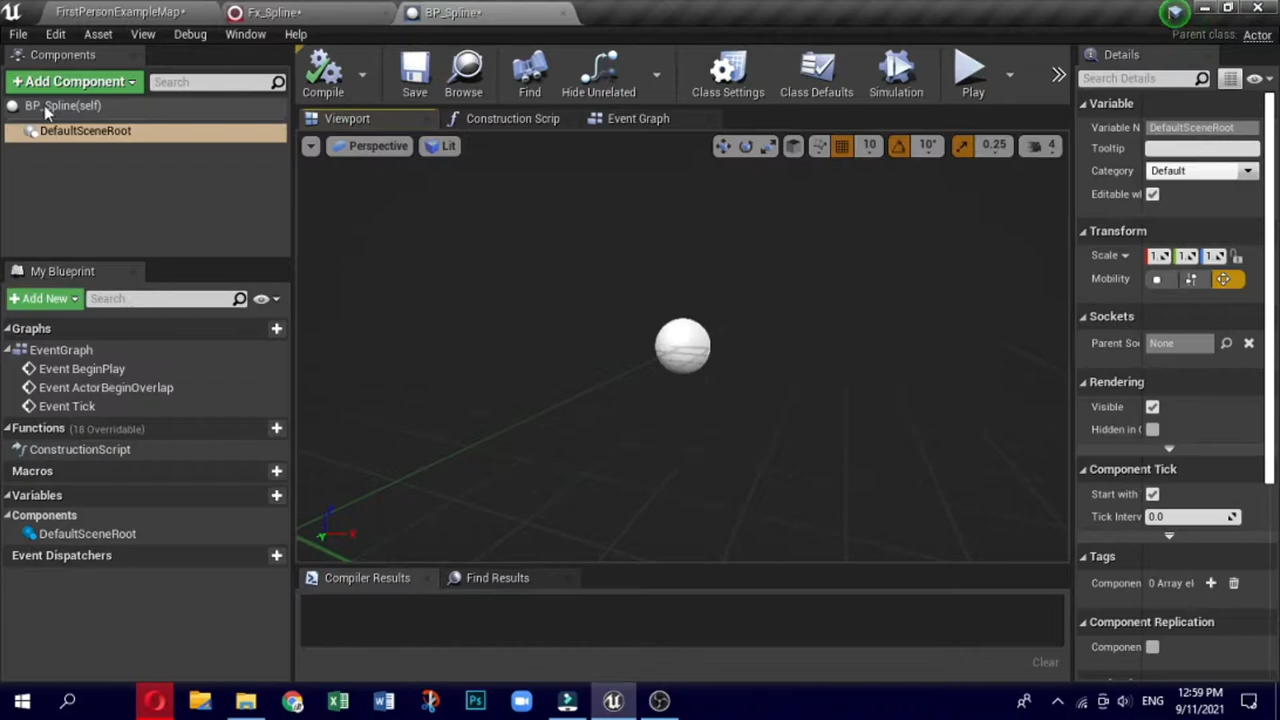 FirstPersonExampleMap*
Fx_Spline*
BP_Spline*
File Edit Asset View Debug Window Help
Parent class: Actor
Components
+Add Component
Search
BP_Spline(self)
DefaultSceneRoot
Compile
Save
Browse
Find
Hide Unrelated
Class Settings
Class Defaults
Simulation
Play
Viewport
Construction Scrip
Event Graph
Perspective
Lit
10
10°
0.25
4
My Blueprint
+Add New
Search
Graphs
EventGraph
Event BeginPlay
Event ActorBeginOverlap
Event Tick
Functions (18 Overridable)
ConstructionScript
Macros
Variables
Components
DefaultSceneRoot
Event Dispatchers
Compiler Results
Find Results
Clear
Details
Search Details
Variable
Variable N DefaultSceneRoot
Tooltip
Category Default
Editable w
Transform
Scale 1. 1. 1.
Mobility
Sockets
Parent So None
Rendering
Visible
Hidden in
Component Tick
Start with
Tick Interv 0.0
Tags
Componen 0 Array el
Component Replication
Componen
ENG
12:59 PM
9/11/2021